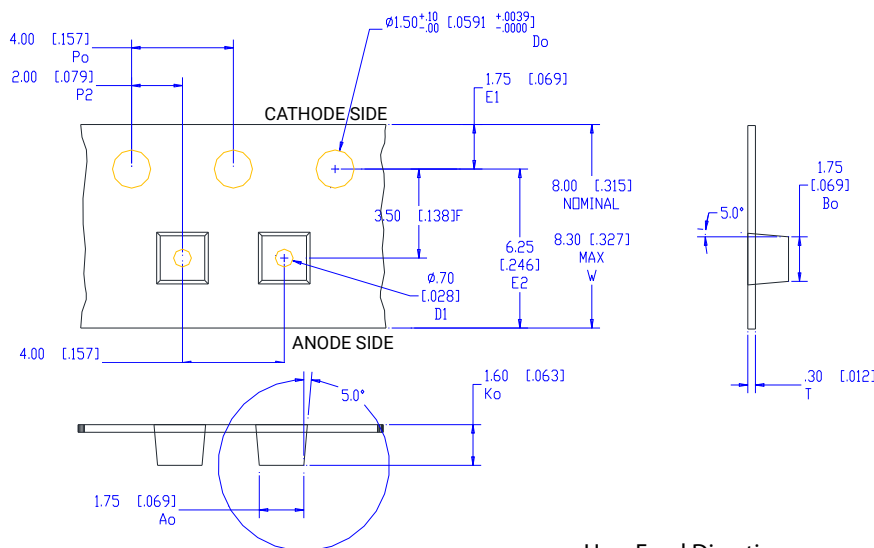 4.00 [.157]
Po
2.00 [.079]
P2
CATHODE SIDE
ø1.50 +.10 -.00 [.0591 +.0039 -.0000]
Do
1.75 [.069]
E1
3.50 [.138]F
8.00 [.315]
NOMINAL
8.30 [.327]
MAX
W
6.25
[.246]
E2
ø.70
[.028]
D1
ANODE SIDE
4.00 [.157]
1.75
[.069]
Bo
5.0°
.30 [.012]
T
1.60 [.063]
Ko
5.0°
1.75 [.069]
Ao